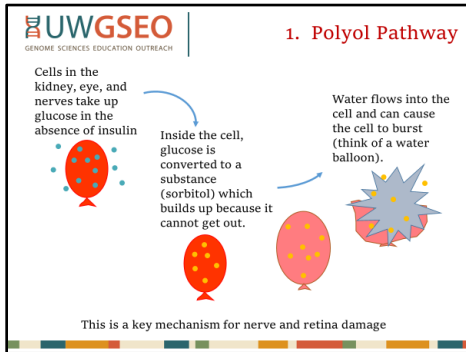 UWGSEO
GENOME SCIENCES EDUCATION OUTREACH
1. Polyol Pathway
Cells in the
kidney, eye, and
nerves take up
glucose in the
absence of insulin
Inside the cell,
glucose is
converted to a
substance
(sorbitol) which
builds up because it
cannot get out.
Water flows into the
cell and can cause
the cell to burst
(think of a water
balloon).
This is a key mechanism for nerve and retina damage